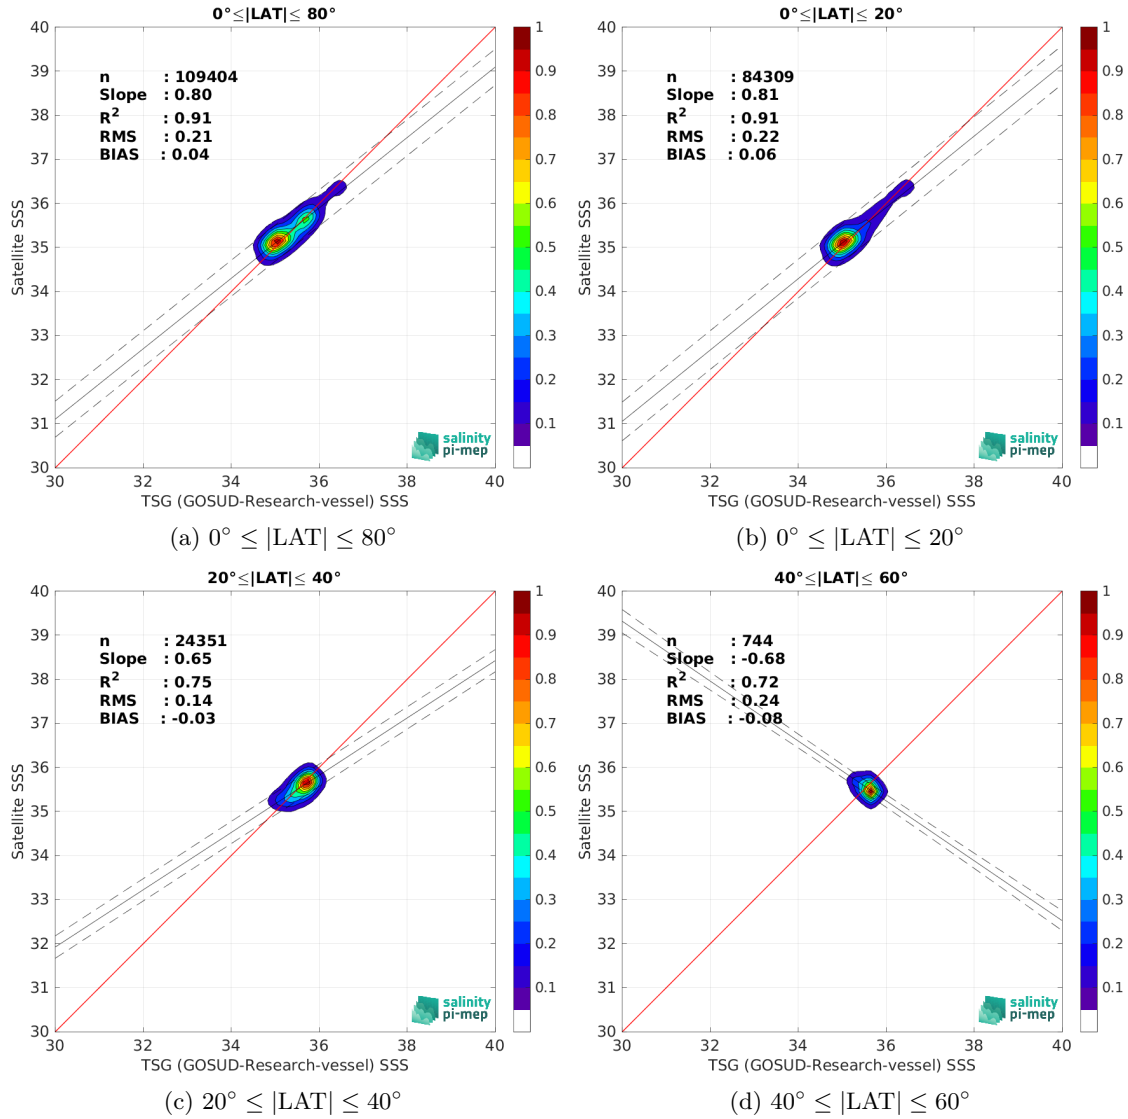 0°≤|LAT|≤ 80°
40
39
38
37
36
35
34
33
32
31
30
Satellite SSS
n : 109404
Slope : 0.80
R² : 0.91
RMS : 0.21
BIAS : 0.04
salinity
pi-mep
30 32 34 36 38 40
TSG (GOSUD-Research-vessel) SSS
1
0.9
0.8
0.7
0.6
0.5
0.4
0.3
0.2
0.1
(a) 0° ≤ |LAT| ≤ 80°
0°≤|LAT|≤ 20°
40
39
38
37
36
35
34
33
32
31
30
Satellite SSS
n : 84309
Slope : 0.81
R² : 0.91
RMS : 0.22
BIAS : 0.06
salinity
pi-mep
30 32 34 36 38 40
TSG (GOSUD-Research-vessel) SSS
1
0.9
0.8
0.7
0.6
0.5
0.4
0.3
0.2
0.1
(b) 0° ≤ |LAT| ≤ 20°
20°≤|LAT|≤ 40°
40
39
38
37
36
35
34
33
32
31
30
Satellite SSS
n : 24351
Slope : 0.65
R² : 0.75
RMS : 0.14
BIAS : -0.03
salinity
pi-mep
30 32 34 36 38 40
TSG (GOSUD-Research-vessel) SSS
1
0.9
0.8
0.7
0.6
0.5
0.4
0.3
0.2
0.1
(c) 20° ≤ |LAT| ≤ 40°
40°≤|LAT|≤ 60°
40
39
38
37
36
35
34
33
32
31
30
Satellite SSS
n : 744
Slope : -0.68
R² : 0.72
RMS : 0.24
BIAS : -0.08
salinity
pi-mep
30 32 34 36 38 40
TSG (GOSUD-Research-vessel) SSS
1
0.9
0.8
0.7
0.6
0.5
0.4
0.3
0.2
0.1
(d) 40° ≤ |LAT| ≤ 60°